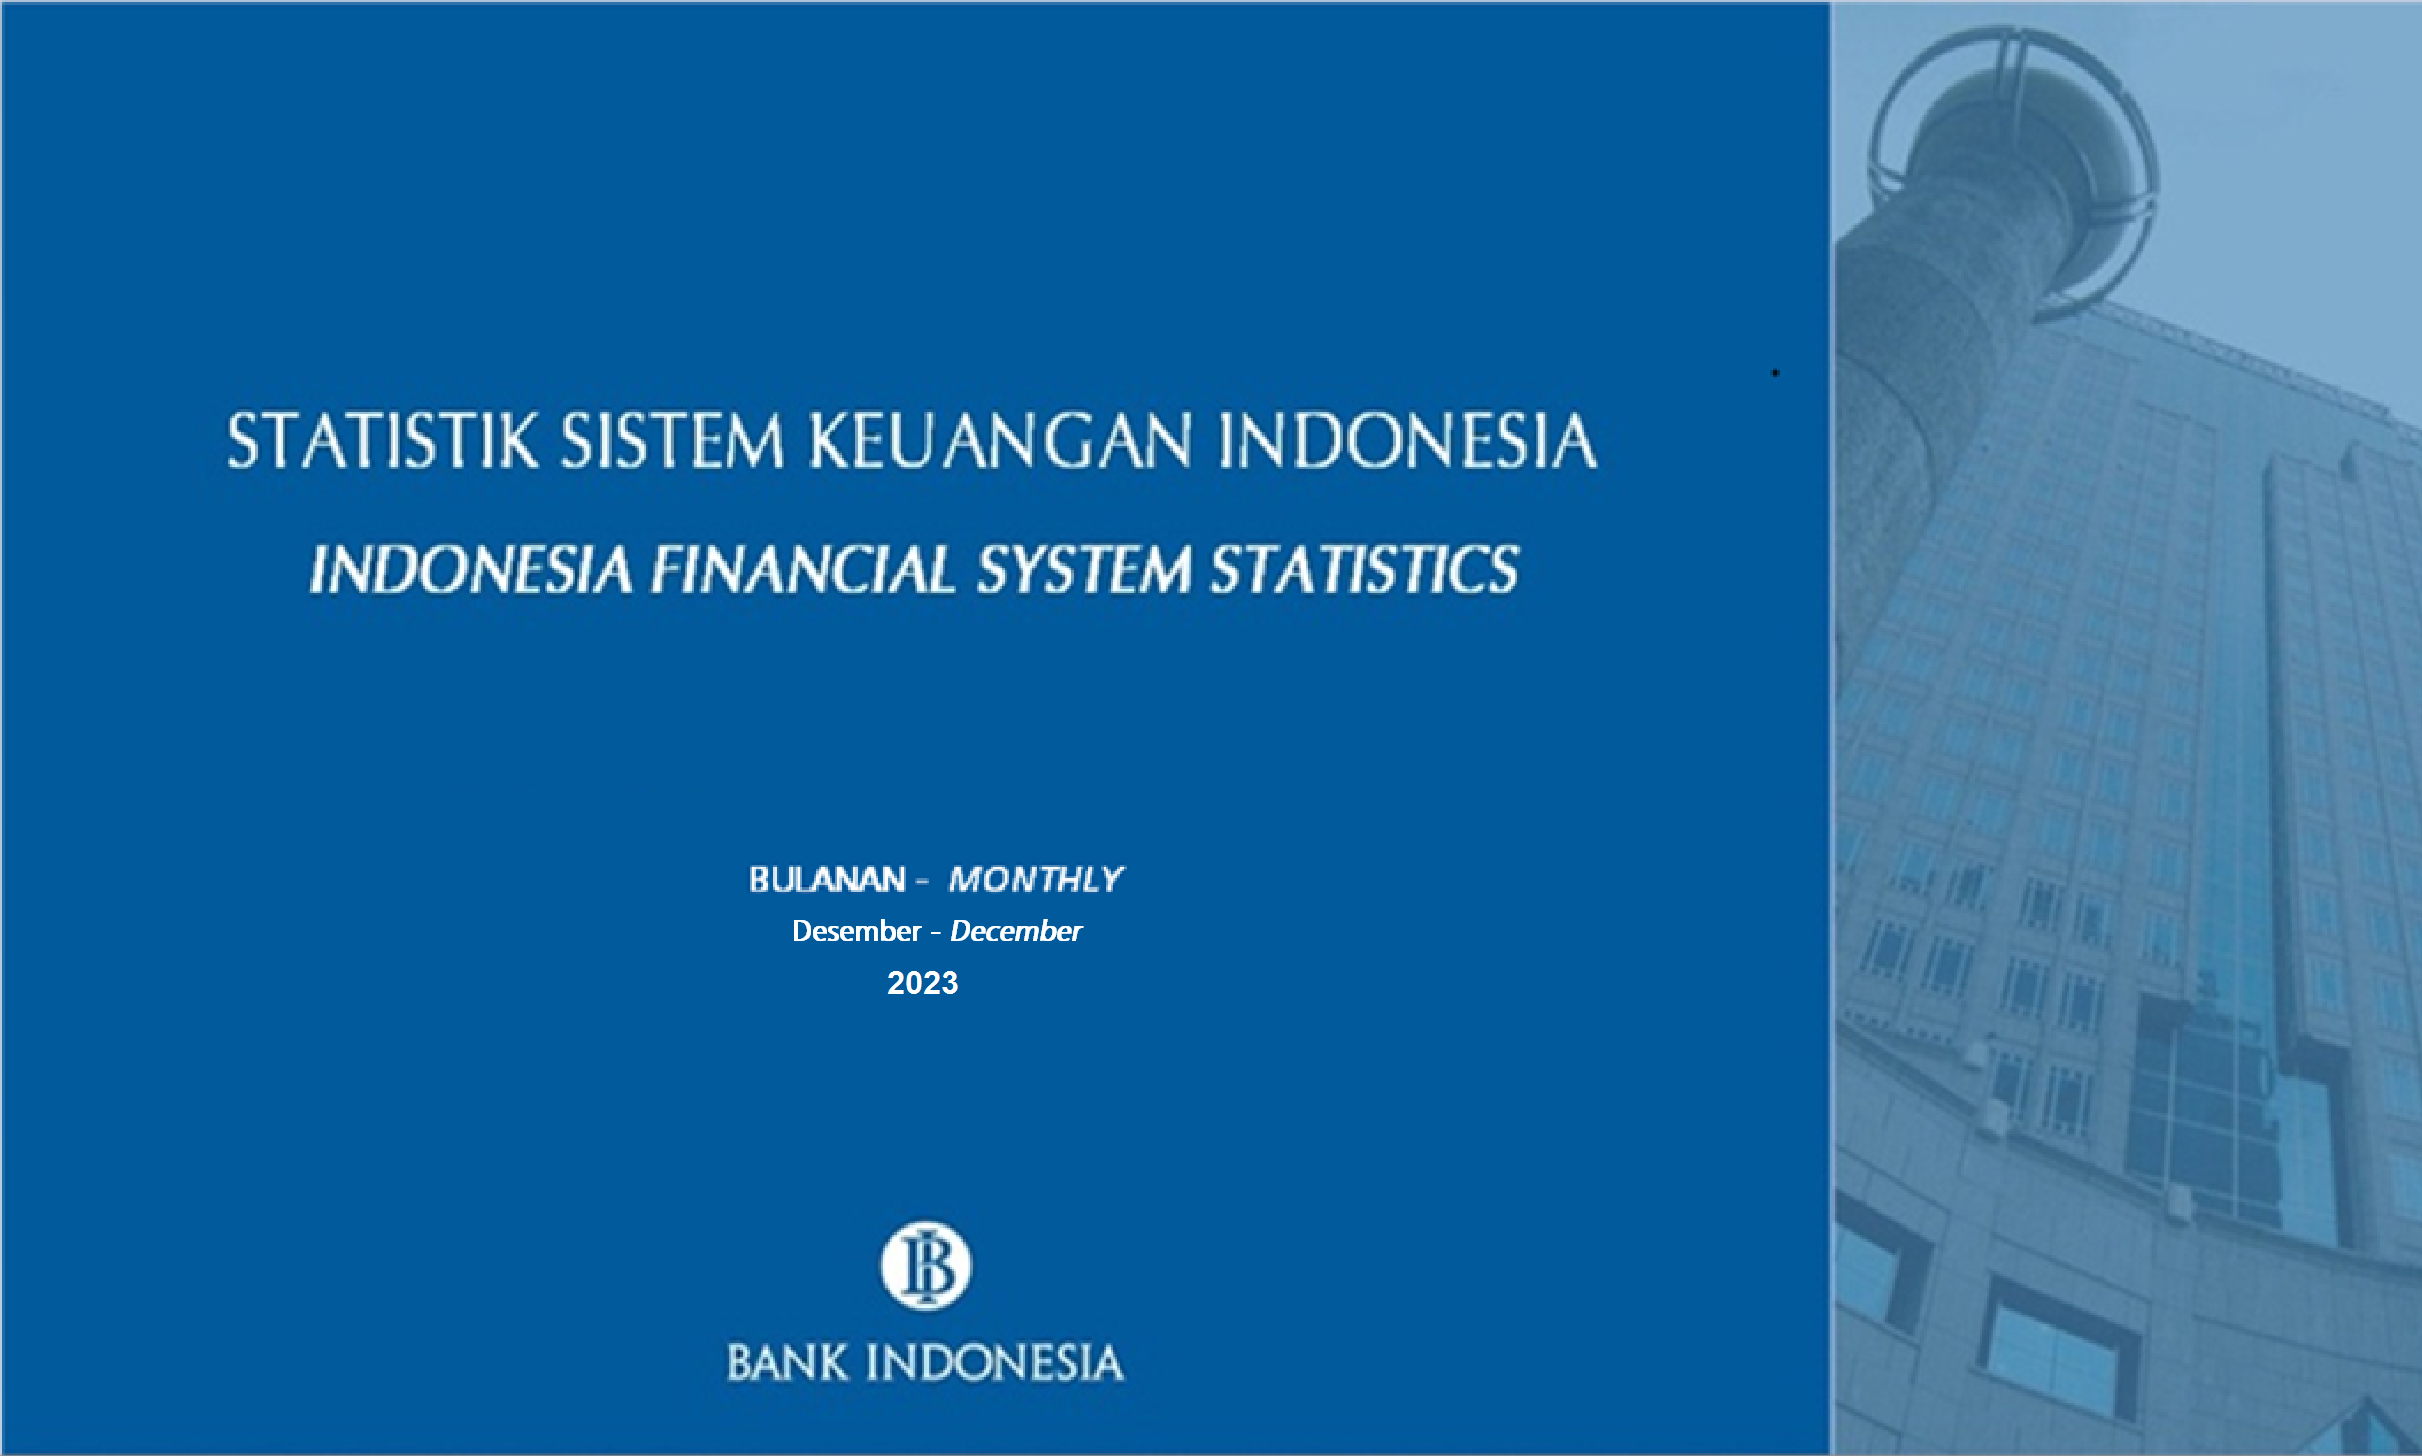 STATISTIK SISTEM KEUANGAN INDONESIA
INDONESIA FINANCIAL SYSTEM STATISTICS
BULANAN - MONTHLY
Desember - December
2023
BANK INDONESIA